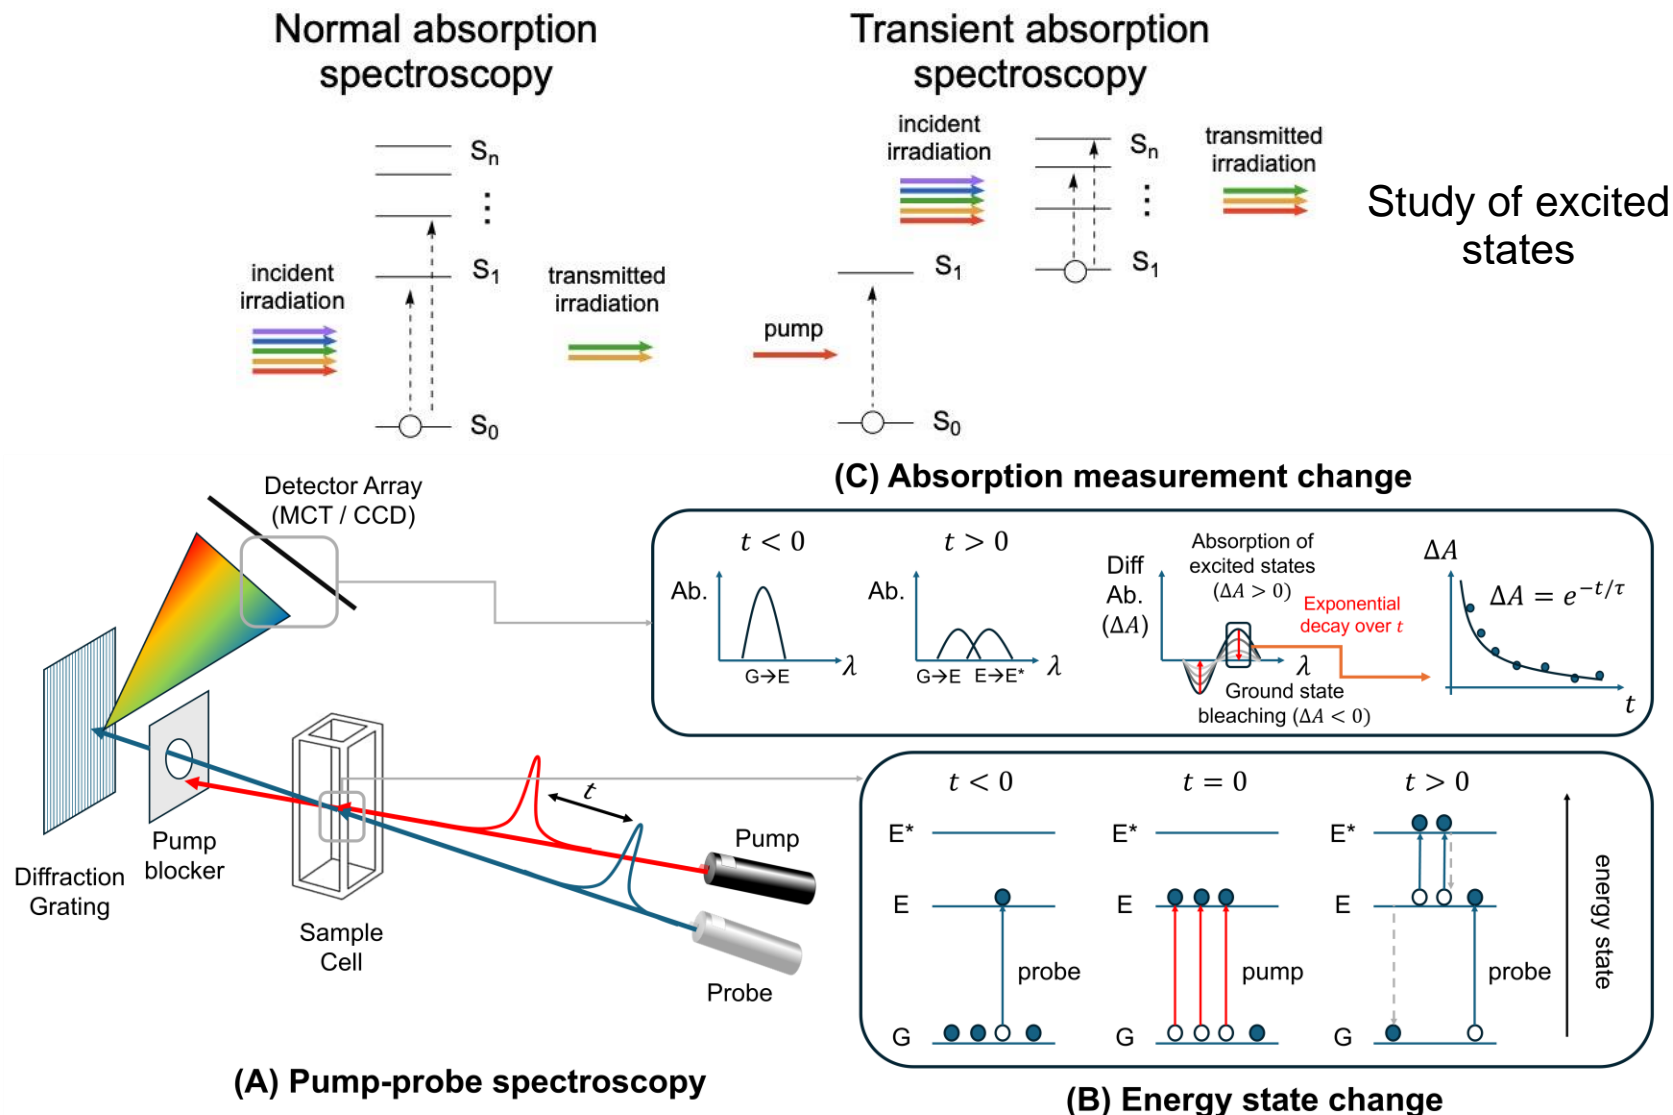 Normal absorption
spectroscopy
Sn
⋮
S1
incident
irradiation
transmitted
irradiation
S0
Transient absorption
spectroscopy
incident
irradiation
Sn
⋮
S1
transmitted
irradiation
S1
pump
S0
Study of excited
states
Detector Array
(MCT / CCD)
Diffraction
Grating
Pump
blocker
Sample
Cell
t
Pump
Probe
(A) Pump-probe spectroscopy
(C) Absorption measurement change
t < 0
Ab.
λ
G→E
t > 0
Ab.
λ
G→E E→E*
Diff
Ab.
(ΔA)
Absorption of
excited states
(ΔA > 0)
Exponential
decay over t
λ
Ground state
bleaching (ΔA < 0)
ΔA
ΔA = e^{−t/τ}
t
t < 0
t = 0
t > 0
E*
E*
E*
E
E
E
probe
pump
probe
G
G
G
energy state
(B) Energy state change